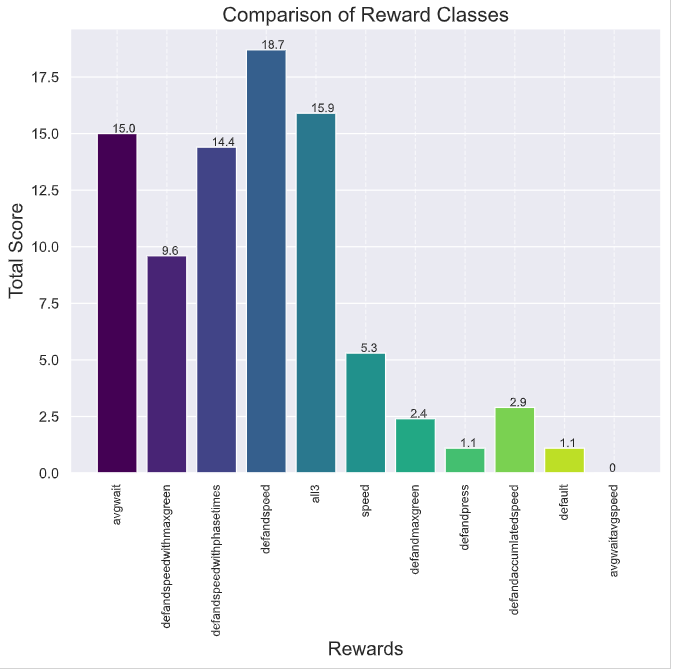 Comparison of Reward Classes
Total Score
17.5
15.0
12.5
10.0
7.5
5.0
2.5
0.0
15.0
9.6
14.4
18.7
15.9
5.3
2.4
1.1
2.9
1.1
0
avgwait
defandspeedwithmaxgreen
defandspeedwithphasetimes
defandspoed
all3
speed
defandmaxgreen
defandpress
defandaccumlatedspeed
default
avgwaitavgspeed
Rewards